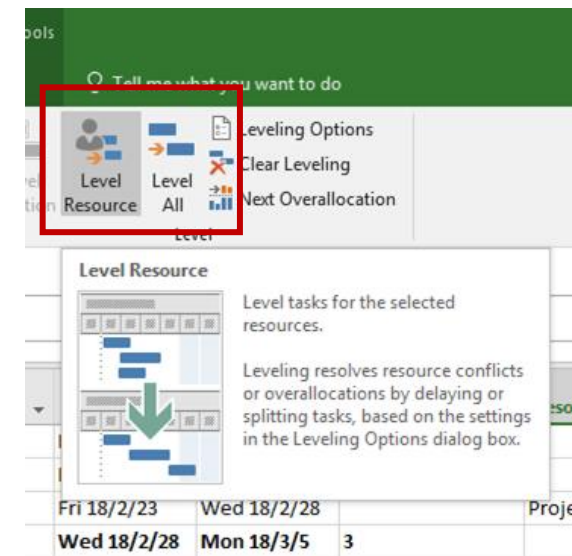 Tell me what you want to do
Leveling Options
Level
Resource
Level
All
Clear Leveling
Next Overallocation
Level
Level Resource
Level tasks for the selected
resources.
Leveling resolves resource conflicts
or overallocations by delaying or
splitting tasks, based on the settings
in the Leveling Options dialog box.
Fri 18/2/23 Wed 18/2/28
Wed 18/2/28 Mon 18/3/5 3